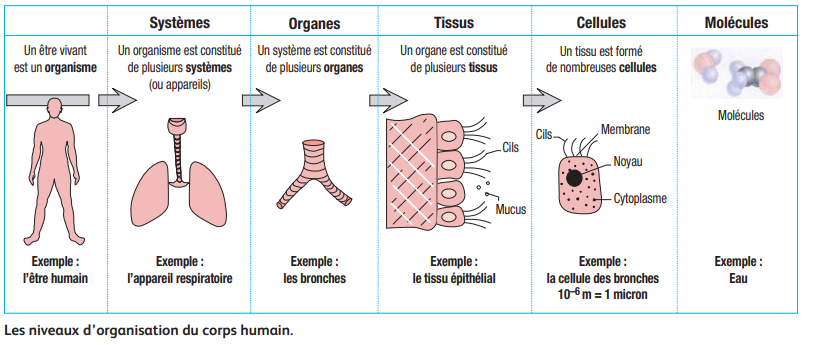 Systèmes
Organes
Tissus
Cellules
Molécules
Un être vivant
est un organisme
Un organisme est constitué
de plusieurs systèmes
(ou appareils)
Un système est constitué
de plusieurs organes
Un organe est constitué
de plusieurs tissus
Un tissu est formé
de nombreuses cellules
Molécules
Cils
Mucus
Cils
Membrane
Noyau
Cytoplasme
Exemple :
l'être humain
Exemple :
l'appareil respiratoire
Exemple :
les bronches
Exemple :
le tissu épithélial
Exemple :
la cellule des bronches
10–6 m = 1 micron
Exemple :
Eau
Les niveaux d'organisation du corps humain.